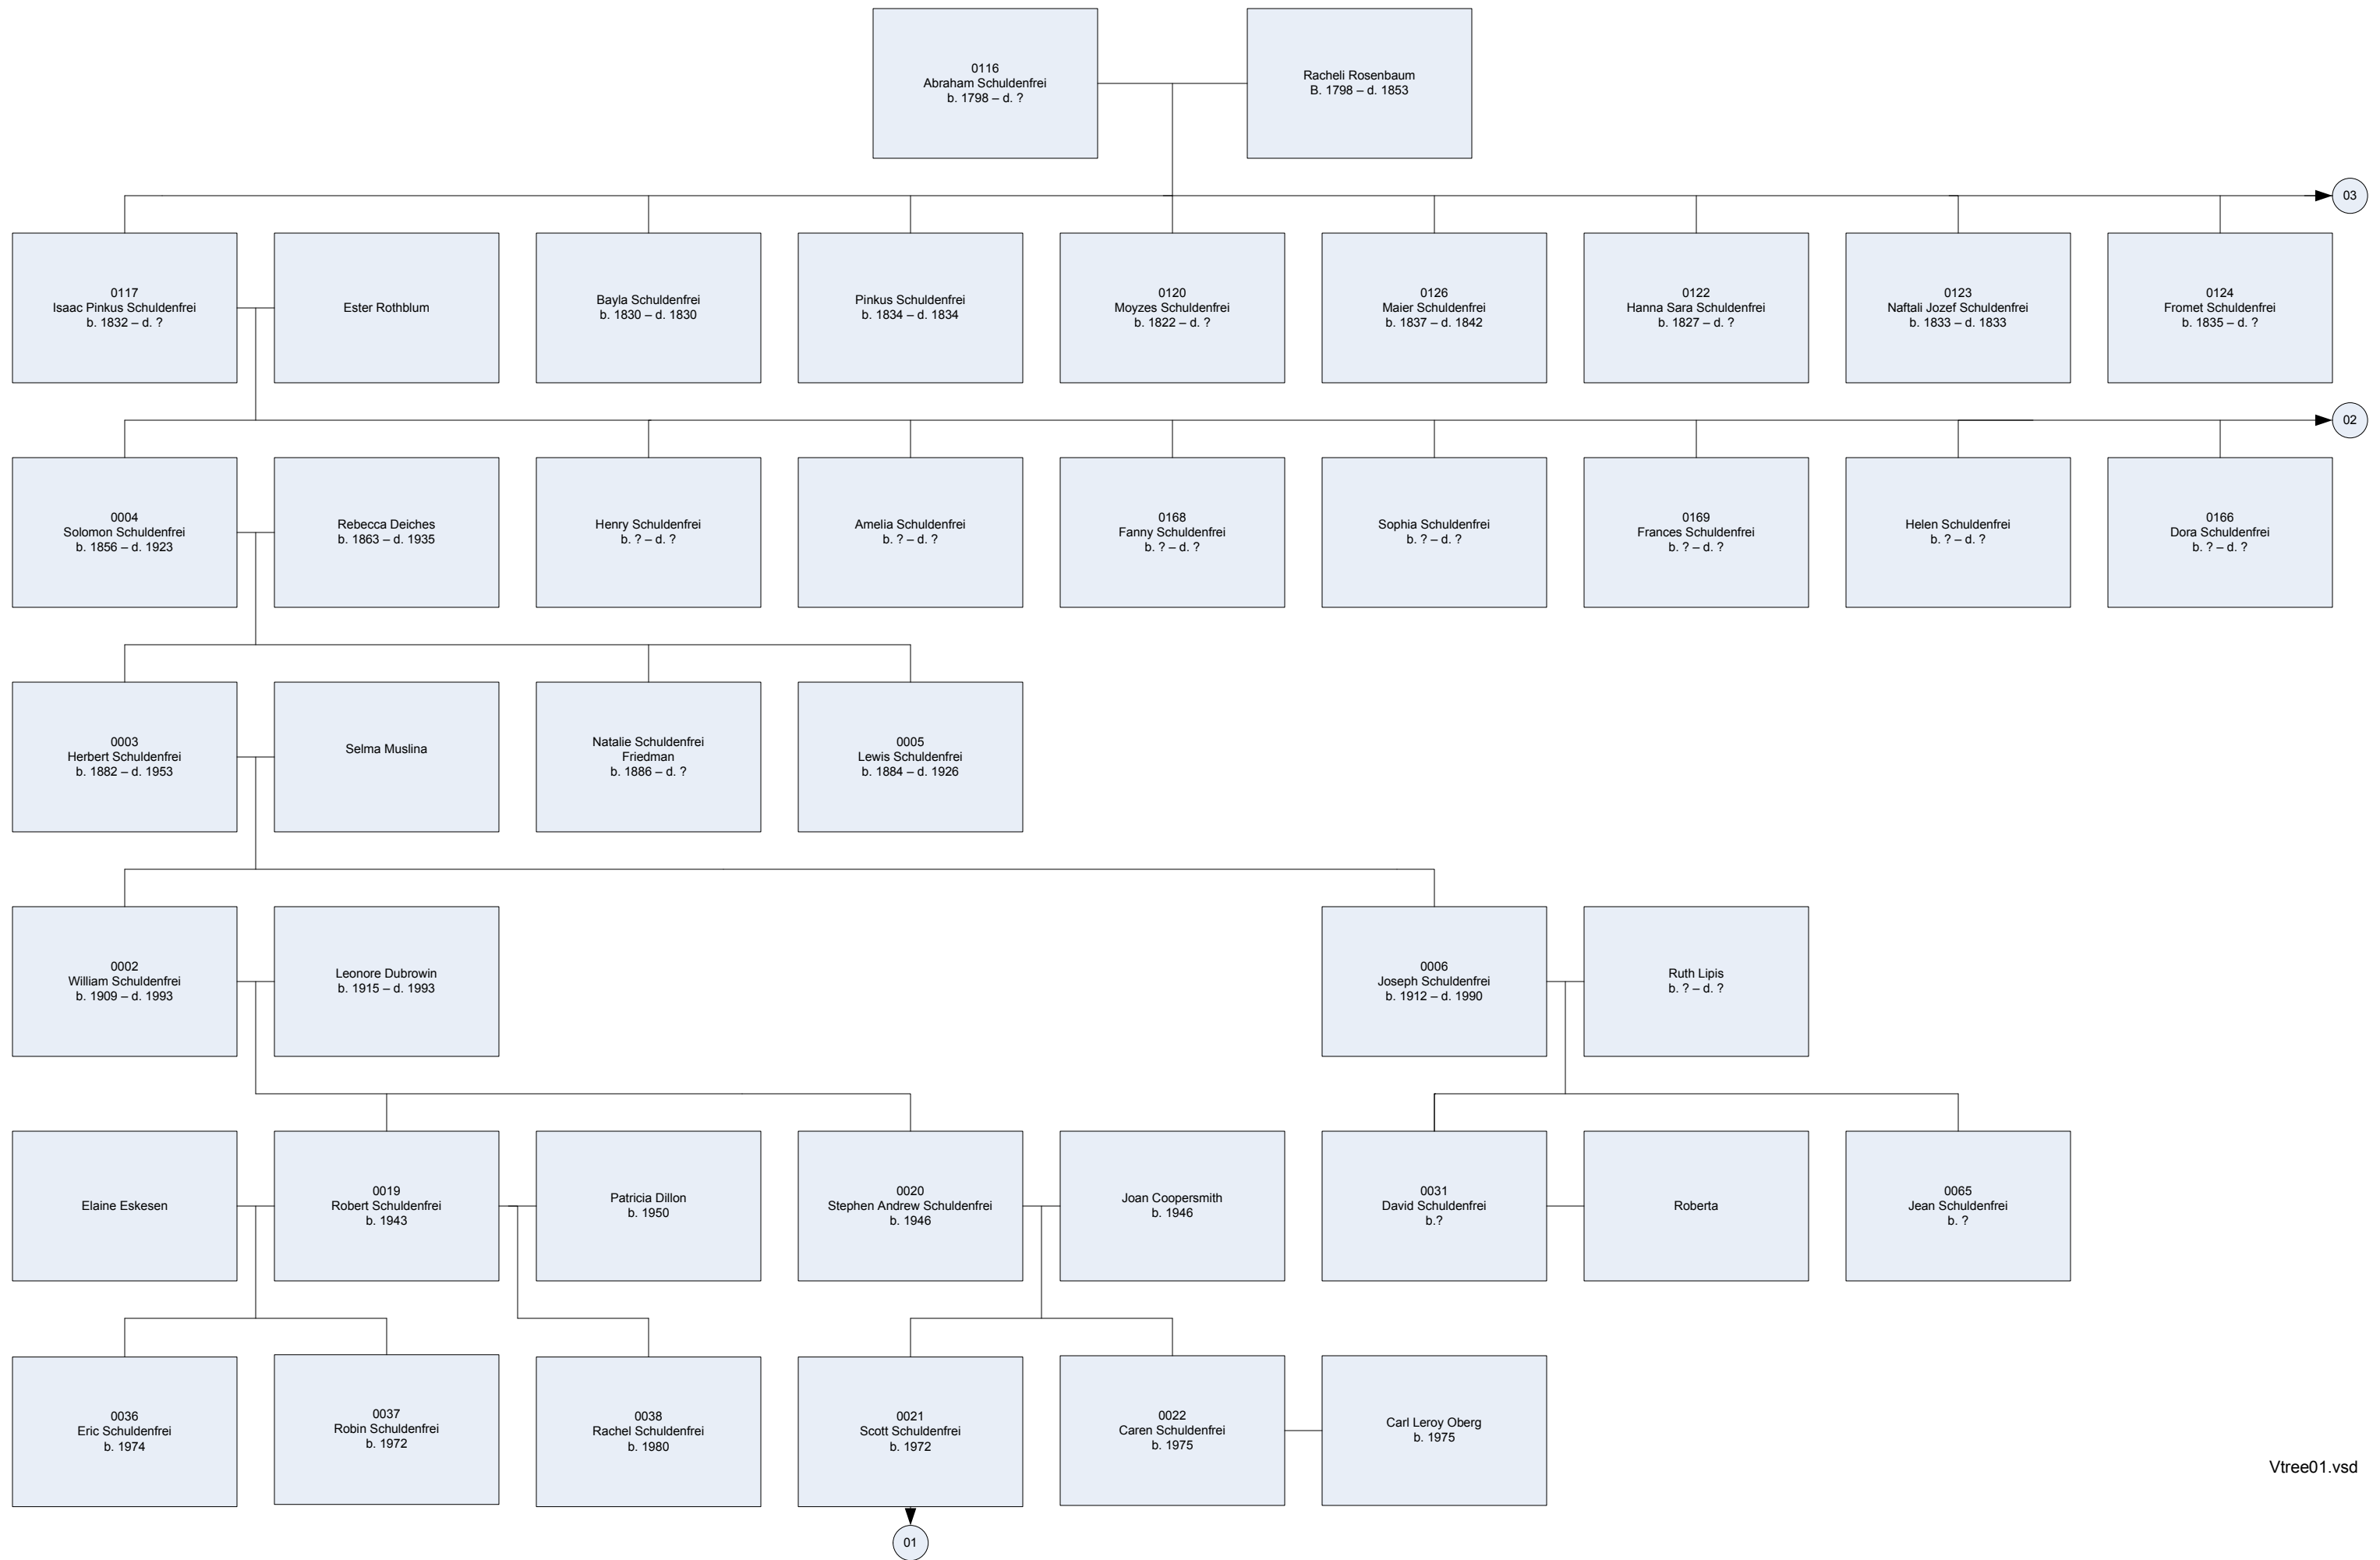 0116
Abraham Schuldenfrei
b. 1798 – d. ?
Racheli Rosenbaum
B. 1798 – d. 1853
03
0117
Isaac Pinkus Schuldenfrei
b. 1832 – d. ?
Ester Rothblum
Bayla Schuldenfrei
b. 1830 – d. 1830
Pinkus Schuldenfrei
b. 1834 – d. 1834
0120
Moyzes Schuldenfrei
b. 1822 – d. ?
0126
Maier Schuldenfrei
b. 1837 – d. 1842
0122
Hanna Sara Schuldenfrei
b. 1827 – d. ?
0123
Naftali Jozef Schuldenfrei
b. 1833 – d. 1833
0124
Fromet Schuldenfrei
b. 1835 – d. ?
02
0004
Solomon Schuldenfrei
b. 1856 – d. 1923
Rebecca Deiches
b. 1863 – d. 1935
Henry Schuldenfrei
b. ? – d. ?
Amelia Schuldenfrei
b. ? – d. ?
0168
Fanny Schuldenfrei
b. ? – d. ?
Sophia Schuldenfrei
b. ? – d. ?
0169
Frances Schuldenfrei
b. ? – d. ?
Helen Schuldenfrei
b. ? – d. ?
0166
Dora Schuldenfrei
b. ? – d. ?
0003
Herbert Schuldenfrei
b. 1882 – d. 1953
Selma Muslina
Natalie Schuldenfrei
Friedman
b. 1886 – d. ?
0005
Lewis Schuldenfrei
b. 1884 – d. 1926
0002
William Schuldenfrei
b. 1909 – d. 1993
Leonore Dubrowin
b. 1915 – d. 1993
0006
Joseph Schuldenfrei
b. 1912 – d. 1990
Ruth Lipis
b. ? – d. ?
Elaine Eskesen
0019
Robert Schuldenfrei
b. 1943
Patricia Dillon
b. 1950
0020
Stephen Andrew Schuldenfrei
b. 1946
Joan Coopersmith
b. 1946
0031
David Schuldenfrei
b.?
Roberta
0065
Jean Schuldenfrei
b. ?
0036
Eric Schuldenfrei
b. 1974
0037
Robin Schuldenfrei
b. 1972
0038
Rachel Schuldenfrei
b. 1980
0021
Scott Schuldenfrei
b. 1972
0022
Caren Schuldenfrei
b. 1975
Carl Leroy Oberg
b. 1975
Vtree01.vsd
01